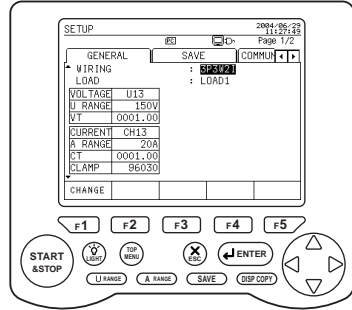 SETUP
2004/06/29
11:27:49
PC
Page 1/2
GENERAL SAVE COMMUN
WIRING : SP3W2I
LOAD : LOAD1
VOLTAGE U13
U RANGE 150V
VT 0001.00
CURRENT CH13
A RANGE 20A
CT 0001.00
CLAMP 96030
CHANGE
F1 F2 F3 F4 F5
START &STOP
LIGHT
TOP MENU
ESC
ENTER
U RANGE A RANGE SAVE DISP COPY